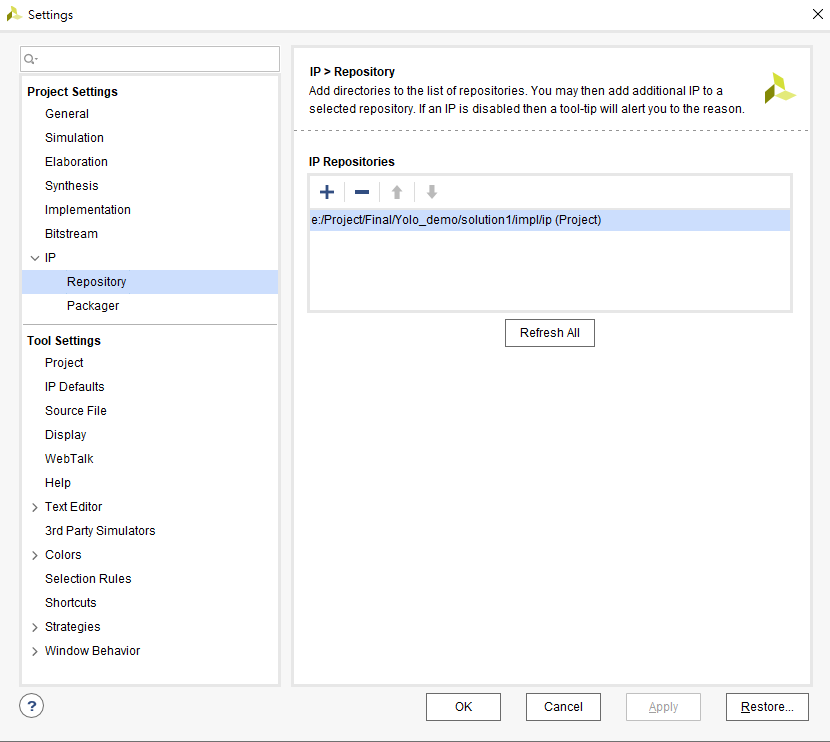 Settings
Project Settings
General
Simulation
Elaboration
Synthesis
Implementation
Bitstream
IP
Repository
Packager
Tool Settings
Project
IP Defaults
Source File
Display
WebTalk
Help
Text Editor
3rd Party Simulators
Colors
Selection Rules
Shortcuts
Strategies
Window Behavior
IP > Repository
Add directories to the list of repositories. You may then add additional IP to a
selected repository. If an IP is disabled then a tool-tip will alert you to the reason.
IP Repositories
e:/Project/Final/Yolo_demo/solution1/impl/ip (Project)
Refresh All
?
OK
Cancel
Apply
Restore...